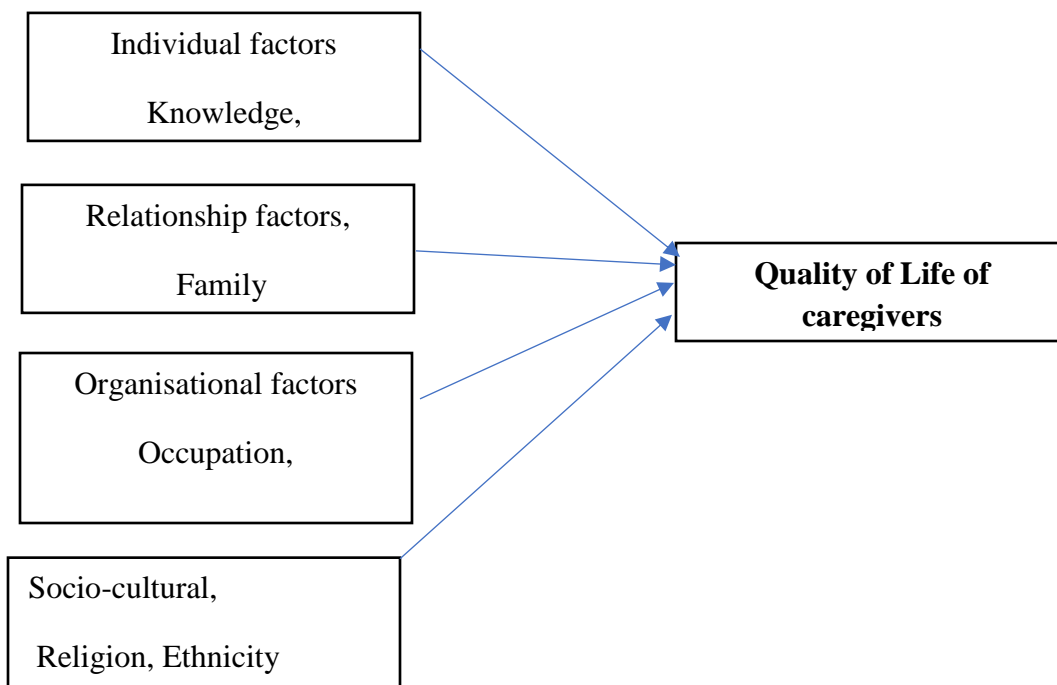 Individual factors
Knowledge,
Relationship factors,
Family
Organisational factors
Occupation,
Socio-cultural,
Religion, Ethnicity
Quality of Life of
caregivers